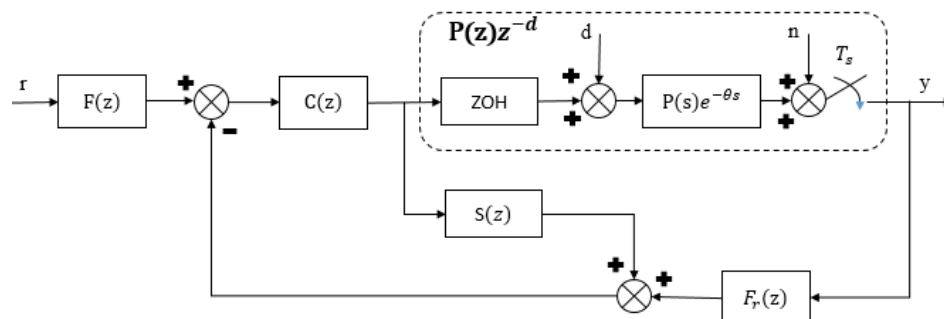 P(z)z^{-d}
d
n
T_s
r
F(z)
+
C(z)
ZOH
+
+
P(s)e^{-θs}
+
+
y
-
S(z)
+
+
F_r(z)